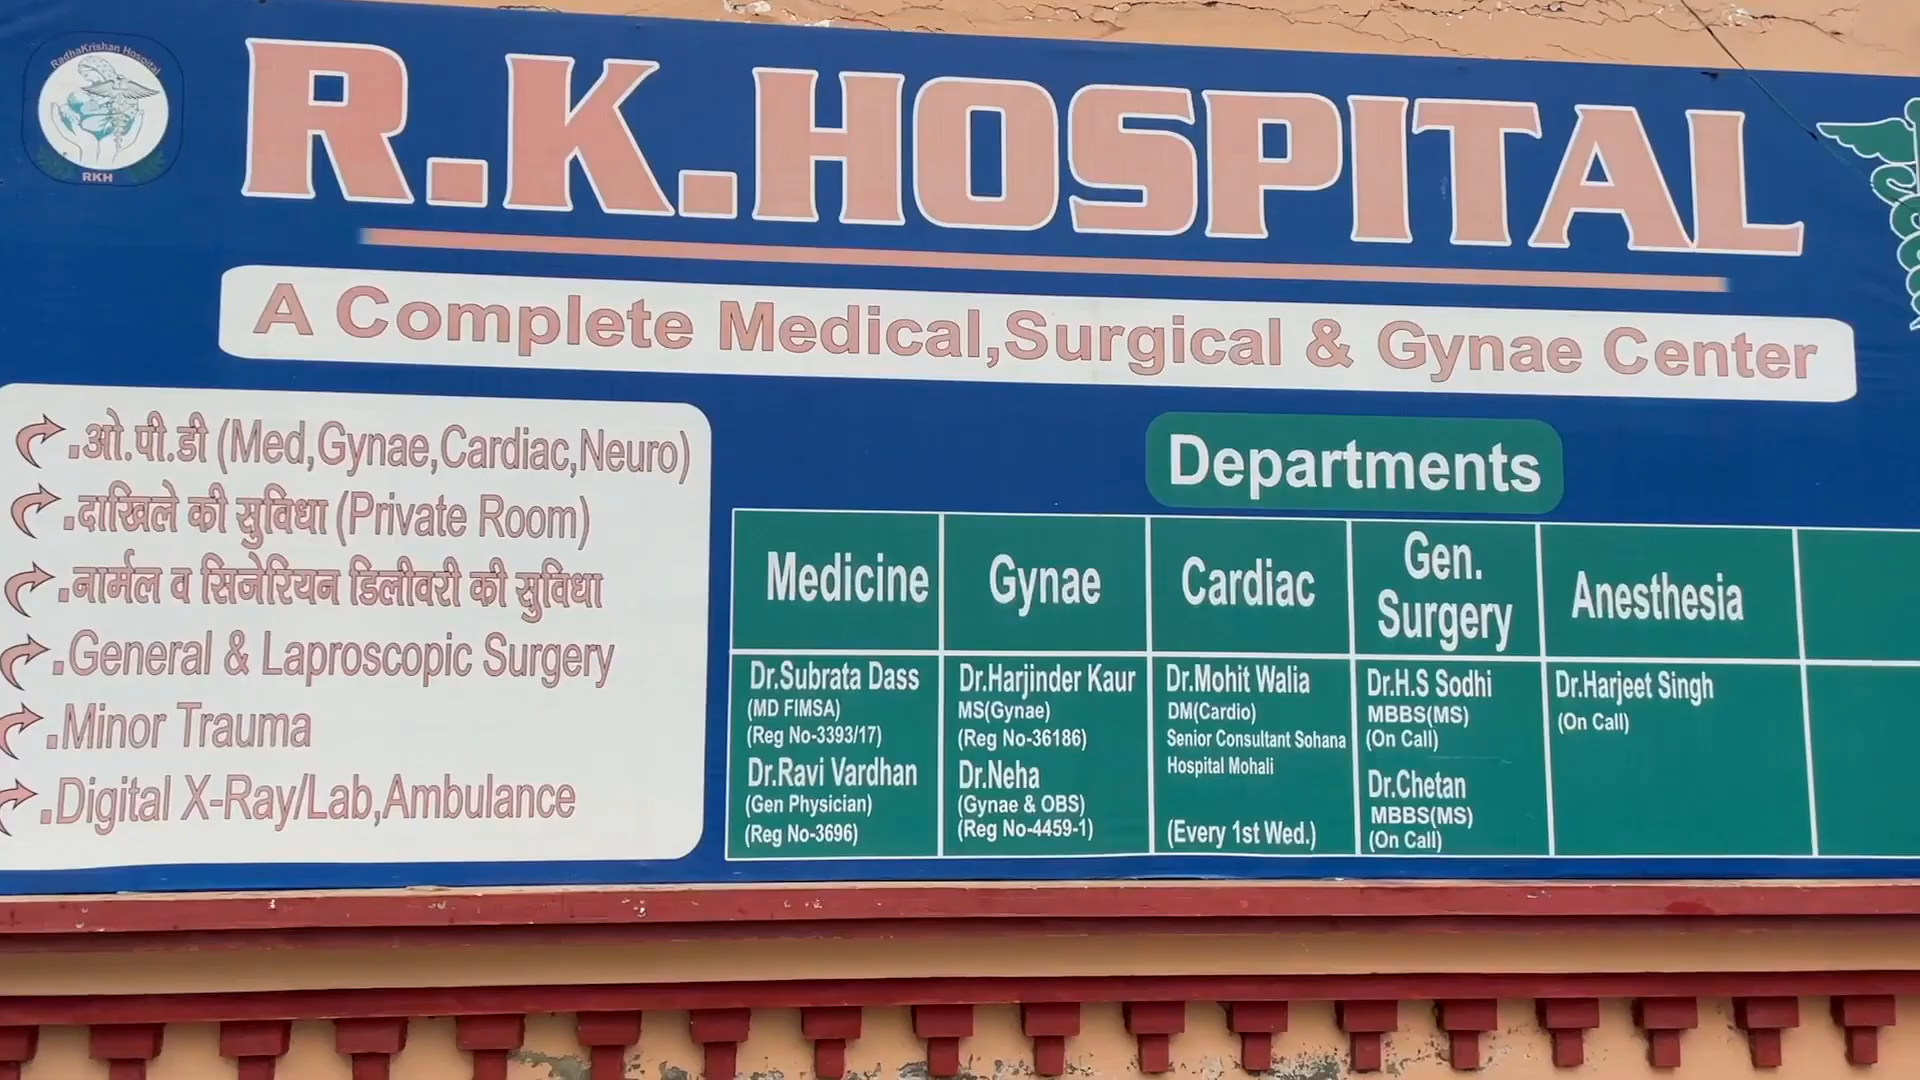 RadhaKrishan Hospital
RKH
R.K.HOSPITAL
A Complete Medical,Surgical & Gynae Center
.ओ.पी.डी (Med,Gynae,Cardiac,Neuro)
.दाखिले की सुविधा (Private Room)
.नार्मल व सिजेरियन डिलीवरी की सुविधा
.General & Laproscopic Surgery
.Minor Trauma
.Digital X-Ray/Lab,Ambulance
Departments
Medicine
Dr.Subrata Dass
(MD FIMSA)
(Reg No-3393/17)
Dr.Ravi Vardhan
(Gen Physician)
(Reg No-3696)
Gynae
Dr.Harjinder Kaur
MS(Gynae)
(Reg No-36186)
Dr.Neha
(Gynae & OBS)
(Reg No-4459-1)
Cardiac
Dr.Mohit Walia
DM(Cardio)
Senior Consultant Sohana
Hospital Mohali
(Every 1st Wed.)
Gen.
Surgery
Dr.H.S Sodhi
MBBS(MS)
(On Call)
Dr.Chetan
MBBS(MS)
(On Call)
Anesthesia
Dr.Harjeet Singh
(On Call)